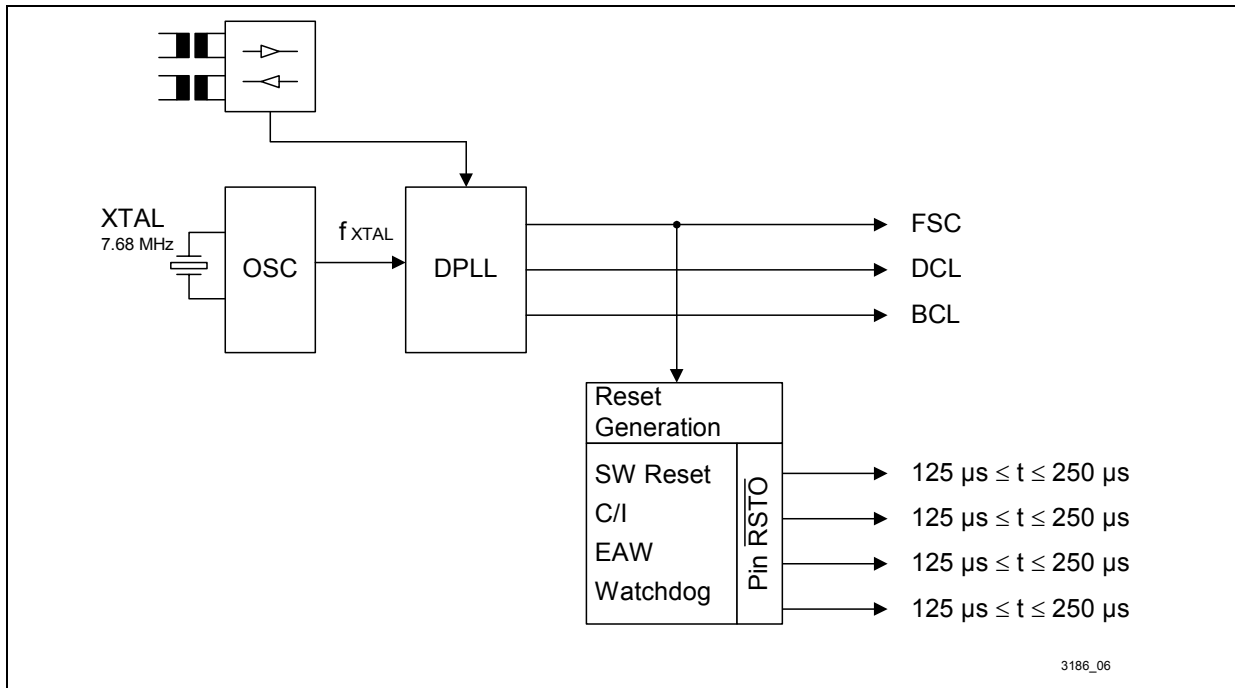 XTAL
7.68 MHz
OSC
f XTAL
DPLL
FSC
DCL
BCL
Reset
Generation
SW Reset
C/I
EAW
Watchdog
Pin R̅S̅T̅O̅
125 µs ≤ t ≤ 250 µs
125 µs ≤ t ≤ 250 µs
125 µs ≤ t ≤ 250 µs
125 µs ≤ t ≤ 250 µs
3186_06